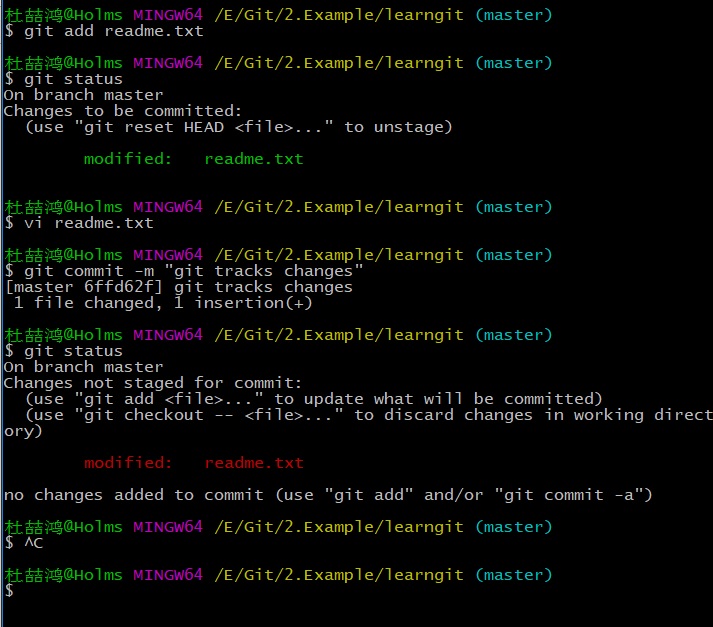 杜喆鸿@Holms MINGW64 /E/Git/2.Example/learngit (master)
$ git add readme.txt
杜喆鸿@Holms MINGW64 /E/Git/2.Example/learngit (master)
$ git status
On branch master
Changes to be committed:
  (use "git reset HEAD <file>..." to unstage)
        modified:   readme.txt
杜喆鸿@Holms MINGW64 /E/Git/2.Example/learngit (master)
$ vi readme.txt
杜喆鸿@Holms MINGW64 /E/Git/2.Example/learngit (master)
$ git commit -m "git tracks changes"
[master 6ffd62f] git tracks changes
 1 file changed, 1 insertion(+)
杜喆鸿@Holms MINGW64 /E/Git/2.Example/learngit (master)
$ git status
On branch master
Changes not staged for commit:
  (use "git add <file>..." to update what will be committed)
  (use "git checkout -- <file>..." to discard changes in working direct
ory)
        modified:   readme.txt
no changes added to commit (use "git add" and/or "git commit -a")
杜喆鸿@Holms MINGW64 /E/Git/2.Example/learngit (master)
$ ^C
杜喆鸿@Holms MINGW64 /E/Git/2.Example/learngit (master)
$